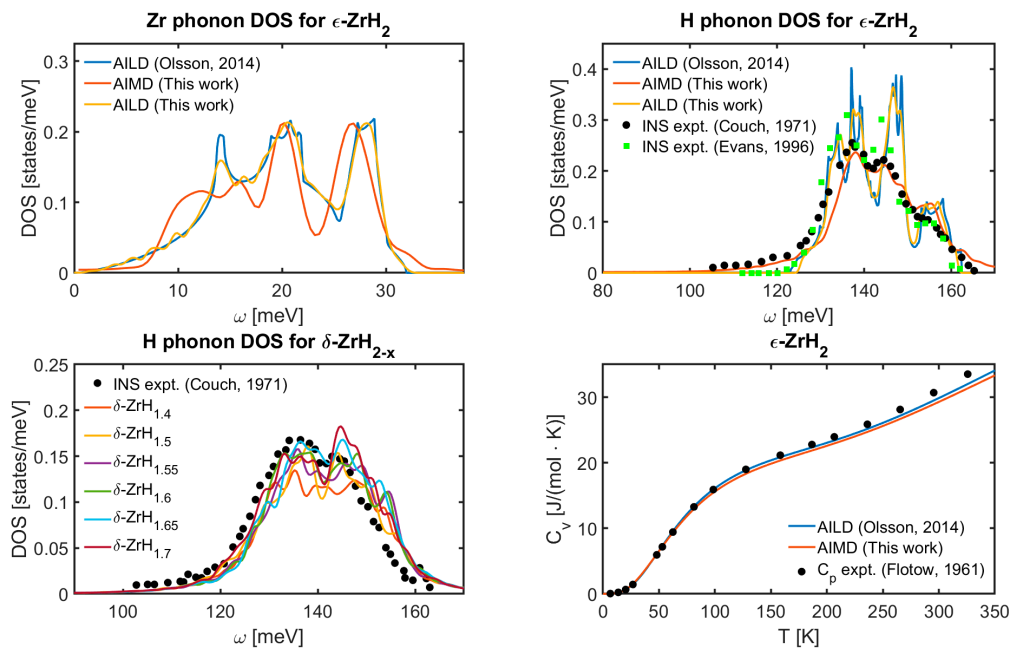 Zr phonon DOS for ϵ-ZrH₂
DOS [states/meV]
0.3
0.2
0.1
0
AILD (Olsson, 2014)
AIMD (This work)
AILD (This work)
0 10 20 30
ω [meV]
H phonon DOS for ϵ-ZrH₂
DOS [states/meV]
0.4
0.3
0.2
0.1
0
AILD (Olsson, 2014)
AIMD (This work)
AILD (This work)
INS expt. (Couch, 1971)
INS expt. (Evans, 1996)
80 100 120 140 160
ω [meV]
H phonon DOS for δ-ZrH₂₋ₓ
DOS [states/meV]
0.25
0.2
0.15
0.1
0.05
0
INS expt. (Couch, 1971)
δ-ZrH₁.₄
δ-ZrH₁.₅
δ-ZrH₁.₅₅
δ-ZrH₁.₆
δ-ZrH₁.₆₅
δ-ZrH₁.₇
100 120 140 160
ω [meV]
ϵ-ZrH₂
Cᵥ [J/(mol · K)]
30
20
10
0
AILD (Olsson, 2014)
AIMD (This work)
Cₚ expt. (Flotow, 1961)
0 50 100 150 200 250 300 350
T [K]